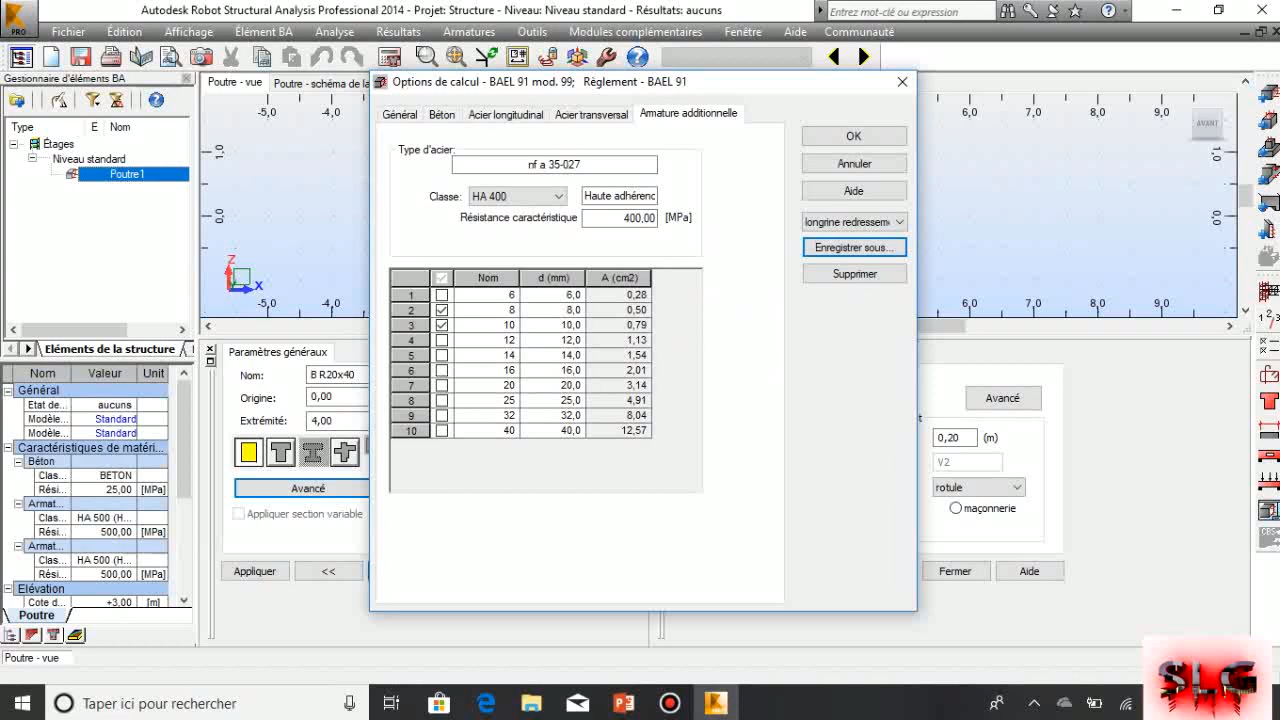 Autodesk Robot Structural Analysis Professional 2014 - Projet: Structure - Niveau: Niveau standard - Résultats: aucuns
Entrez mot-clé ou expression
PRO
Fichier Édition Affichage Élément BA Analyse Résultats Armatures Outils Modules complémentaires Fenêtre Aide Communauté
Gestionnaire d'éléments BA
Type E Nom
Étages
Niveau standard
Poutre1
Eléments de la structure
Nom Valeur Unit
Général
Etat de... aucuns
Modèle... Standard
Modèle... Standard
Caractéristiques de matéri...
Béton
Clas... BETON
Rési... 25,00 [MPa]
Armat...
Clas... HA 500 (H...
Rési... 500,00 [MPa]
Armat...
Clas... HA 500 (H...
Rési... 500,00 [MPa]
Elévation
Cote d... +3,00 [m]
Poutre
Poutre - vue
Poutre - vue Poutre - schéma de la
-5,0 -4,0
1,0
0,0
Z
X
-5,0 -4,0
6,0 7,0 8,0 9,0
AVANT
1,0
0,0
6,0 7,0 8,0 9,0
Paramètres généraux
Nom: B R20x40
Origine: 0,00
Extrémité: 4,00
Avancé
Appliquer section variable
Appliquer <<
Options de calcul - BAEL 91 mod. 99; Règlement - BAEL 91
Général Béton Acier longitudinal Acier transversal Armature additionnelle
Type d'acier:
nf a 35-027
Classe: HA 400 Haute adhérenc
Résistance caractéristique 400,00 [MPa]
Nom d (mm) A (cm2)
1 6 6,0 0,28
2 8 8,0 0,50
3 10 10,0 0,79
4 12 12,0 1,13
5 14 14,0 1,54
6 16 16,0 2,01
7 20 20,0 3,14
8 25 25,0 4,91
9 32 32,0 8,04
10 40 40,0 12,57
OK
Annuler
Aide
longrine redressem
Enregistrer sous...
Supprimer
Avancé
0,20 (m)
V2
rotule
maçonnerie
Fermer Aide
Taper ici pour rechercher
SLG